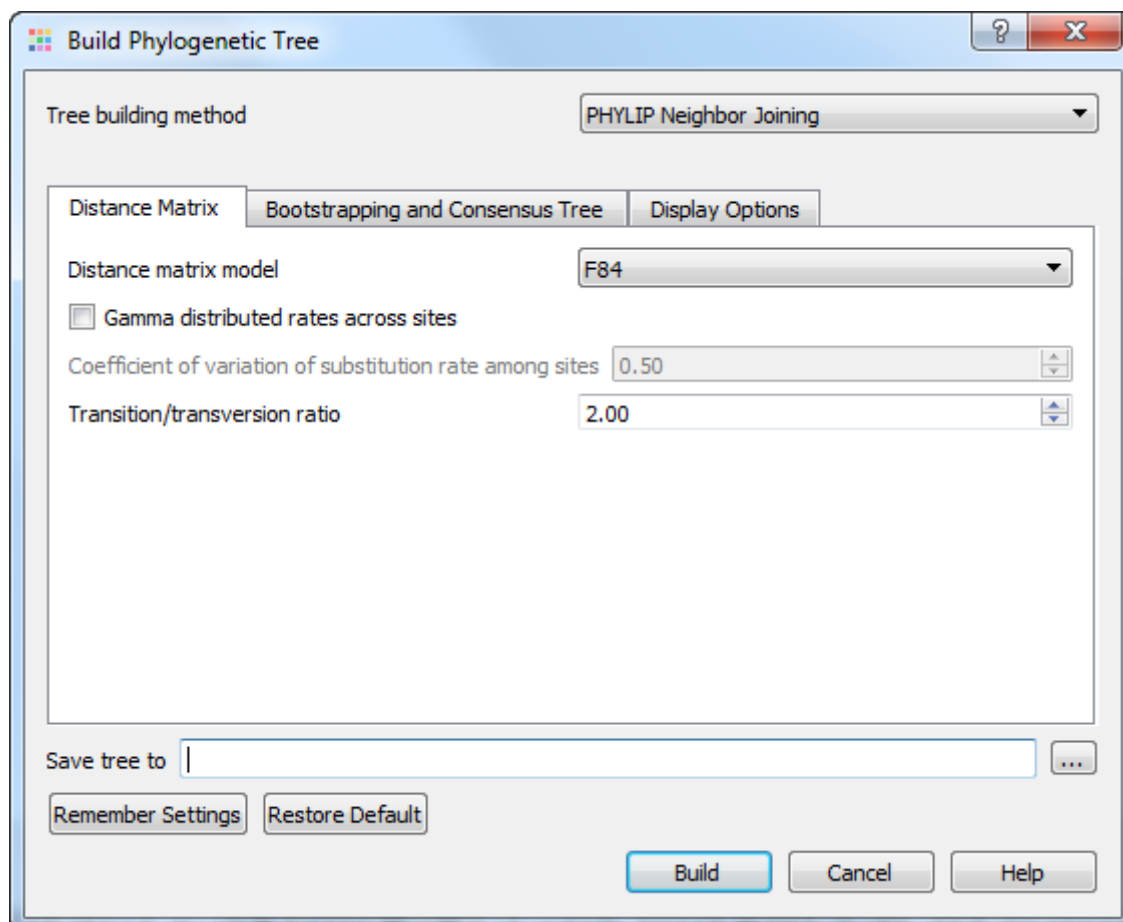 Build Phylogenetic Tree
Tree building method PHYLIP Neighbor Joining
Distance Matrix Bootstrapping and Consensus Tree Display Options
Distance matrix model F84
Gamma distributed rates across sites
Coefficient of variation of substitution rate among sites 0.50
Transition/transversion ratio 2.00
Save tree to ...
Remember Settings Restore Default
Build Cancel Help